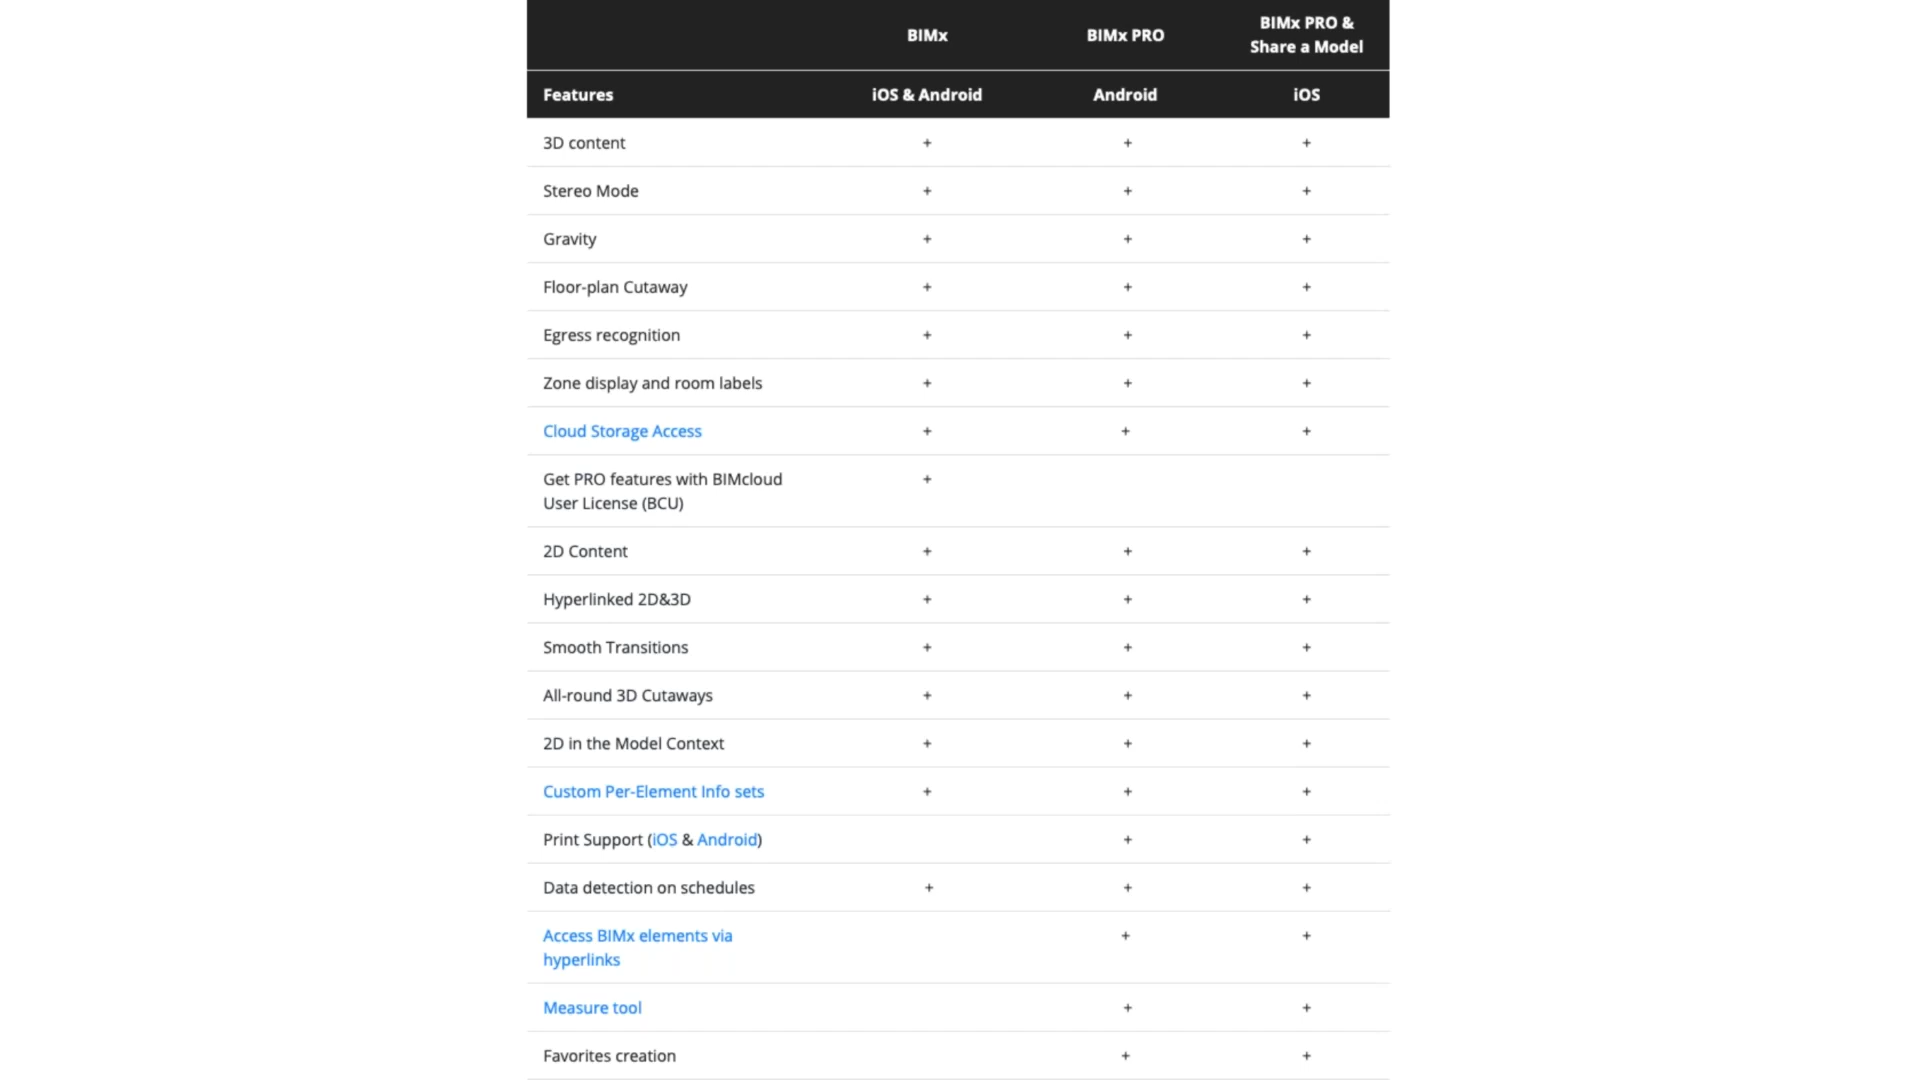 BIMx BIMx PRO BIMx PRO &
Share a Model
Features iOS & Android Android iOS
3D content + + +
Stereo Mode + + +
Gravity + + +
Floor-plan Cutaway + + +
Egress recognition + + +
Zone display and room labels + + +
Cloud Storage Access + + +
Get PRO features with BIMcloud +
User License (BCU)
2D Content + + +
Hyperlinked 2D&3D + + +
Smooth Transitions + + +
All-round 3D Cutaways + + +
2D in the Model Context + + +
Custom Per-Element Info sets + + +
Print Support (iOS & Android) + +
Data detection on schedules + + +
Access BIMx elements via + +
hyperlinks
Measure tool + +
Favorites creation + +